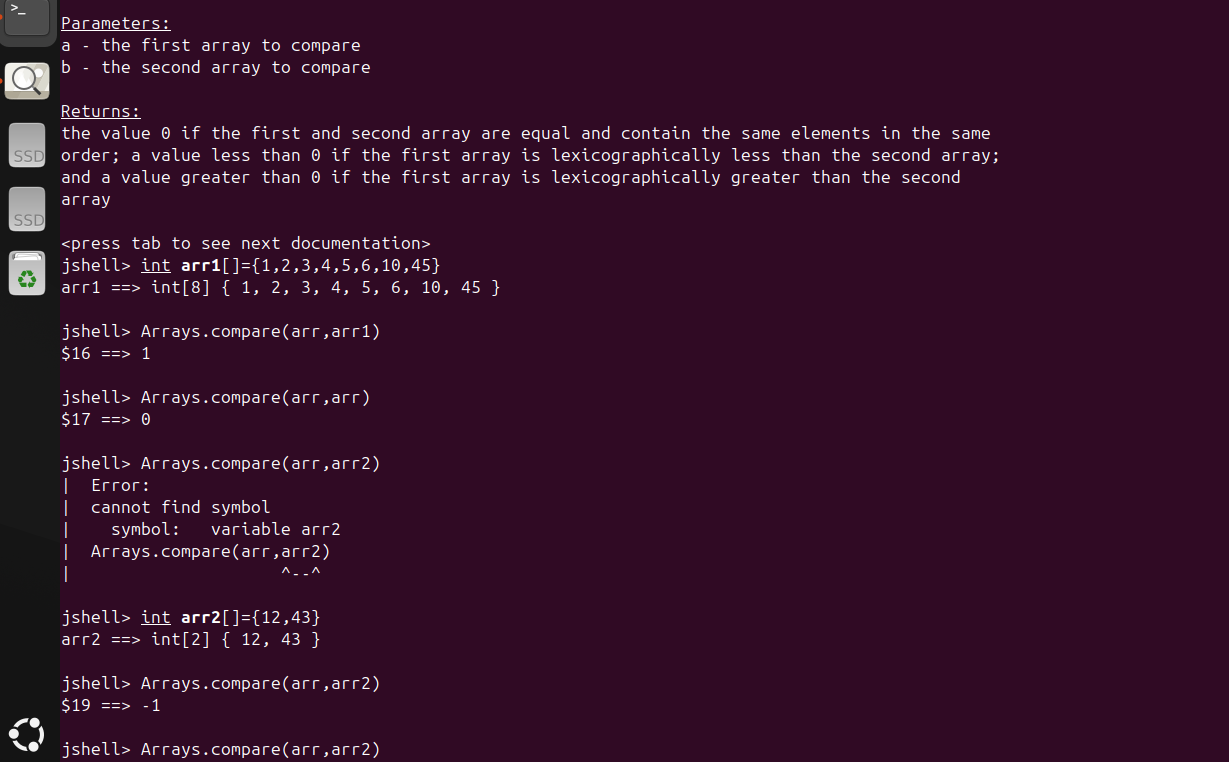 >_
SSD
SSD
Parameters:
a - the first array to compare
b - the second array to compare
Returns:
the value 0 if the first and second array are equal and contain the same elements in the same
order; a value less than 0 if the first array is lexicographically less than the second array;
and a value greater than 0 if the first array is lexicographically greater than the second
array
<press tab to see next documentation>
jshell> int arr1[]={1,2,3,4,5,6,10,45}
arr1 ==> int[8] { 1, 2, 3, 4, 5, 6, 10, 45 }
jshell> Arrays.compare(arr,arr1)
$16 ==> 1
jshell> Arrays.compare(arr,arr)
$17 ==> 0
jshell> Arrays.compare(arr,arr2)
|  Error:
|  cannot find symbol
|    symbol:   variable arr2
|  Arrays.compare(arr,arr2)
|                     ^--^
jshell> int arr2[]={12,43}
arr2 ==> int[2] { 12, 43 }
jshell> Arrays.compare(arr,arr2)
$19 ==> -1
jshell> Arrays.compare(arr,arr2)